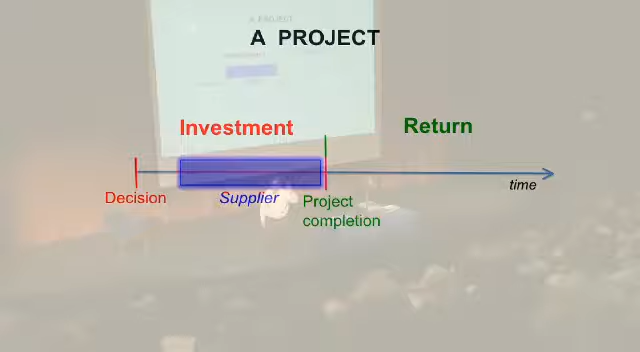 A PROJECT
Investment
Return
Decision
Supplier
Project
completion
time